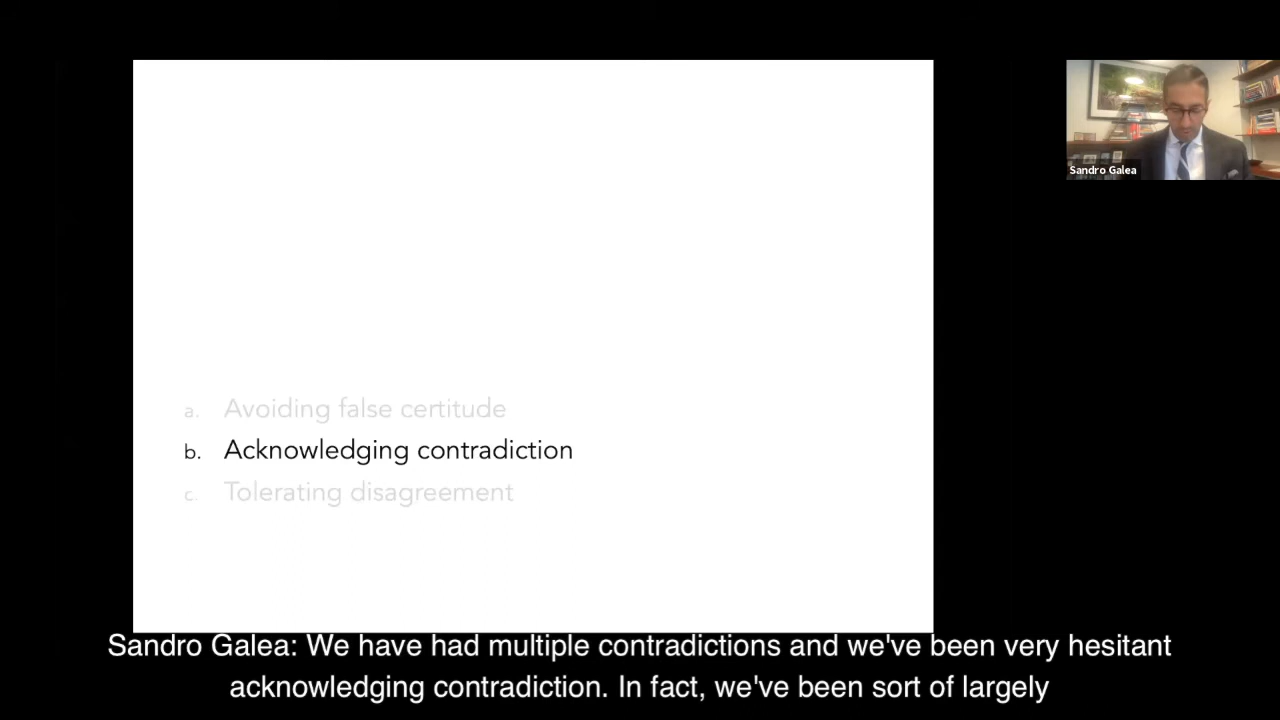 Sandro Galea
a. Avoiding false certitude
b. Acknowledging contradiction
c. Tolerating disagreement
Sandro Galea: We have had multiple contradictions and we've been very hesitant
acknowledging contradiction. In fact, we've been sort of largely